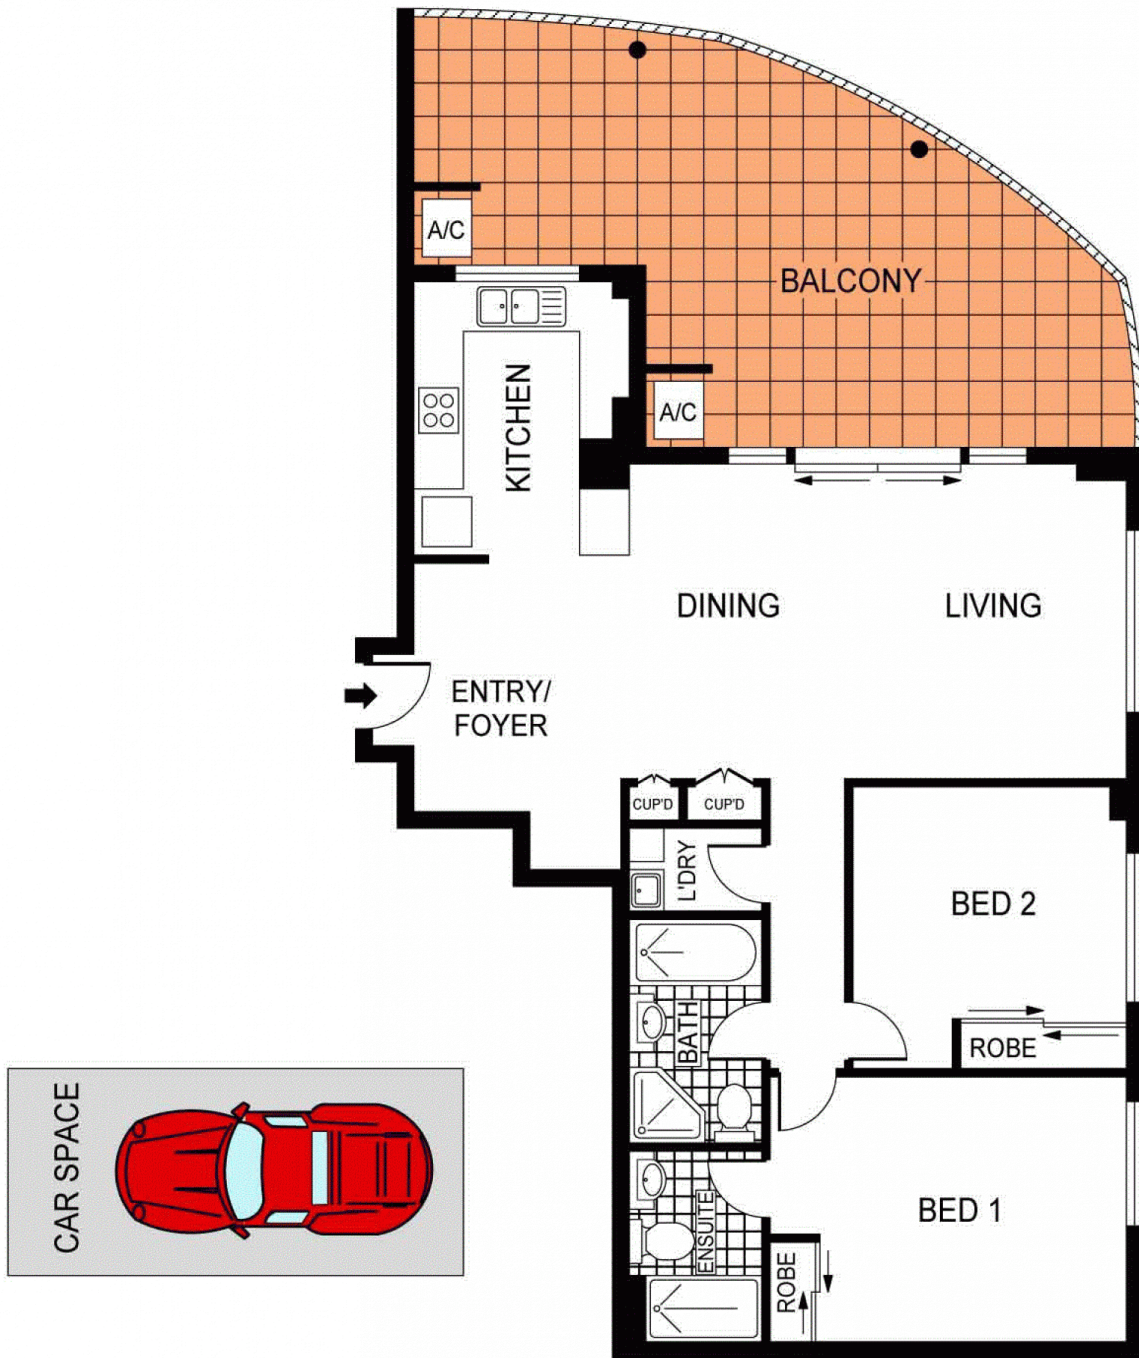 A/C
BALCONY
KITCHEN
A/C
DINING
LIVING
ENTRY/
FOYER
CUP'D
CUP'D
L'DRY
BED 2
BATH
ROBE
CAR SPACE
ENSUITE
BED 1
ROBE